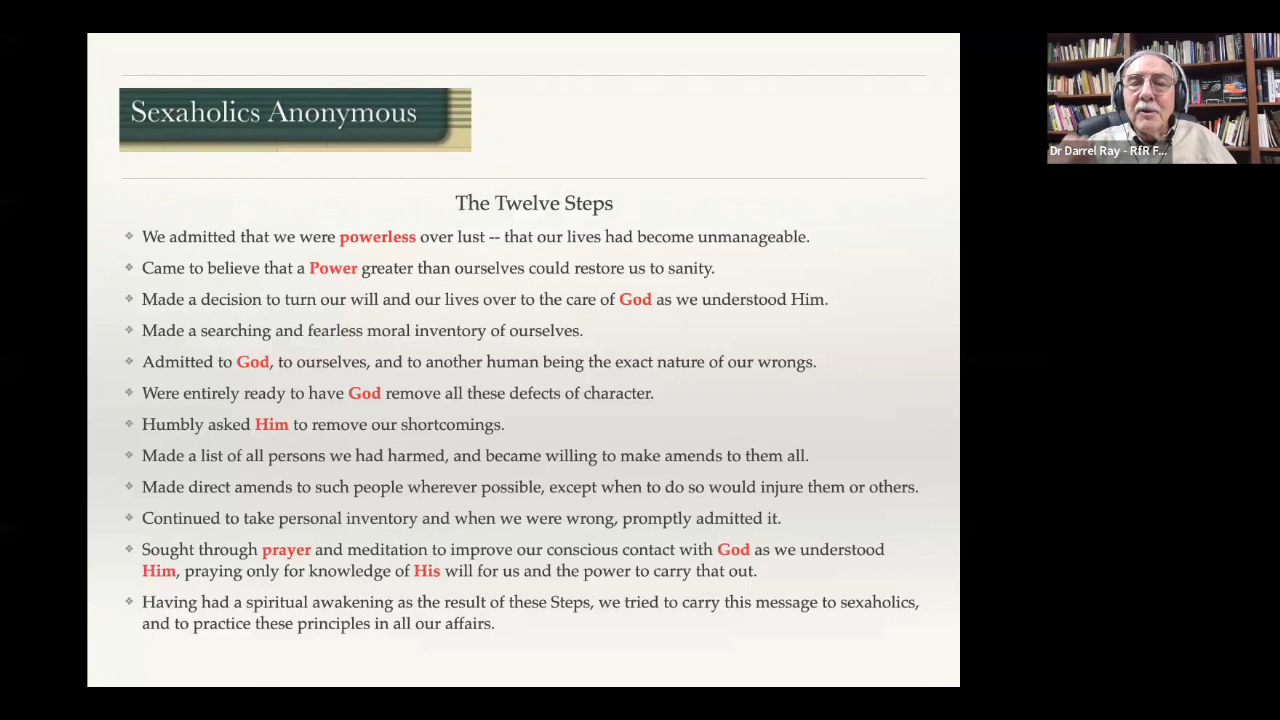 Sexaholics Anonymous
Dr Darrel Ray - RfR F...
The Twelve Steps
We admitted that we were powerless over lust -- that our lives had become unmanageable.
Came to believe that a Power greater than ourselves could restore us to sanity.
Made a decision to turn our will and our lives over to the care of God as we understood Him.
Made a searching and fearless moral inventory of ourselves.
Admitted to God, to ourselves, and to another human being the exact nature of our wrongs.
Were entirely ready to have God remove all these defects of character.
Humbly asked Him to remove our shortcomings.
Made a list of all persons we had harmed, and became willing to make amends to them all.
Made direct amends to such people wherever possible, except when to do so would injure them or others.
Continued to take personal inventory and when we were wrong, promptly admitted it.
Sought through prayer and meditation to improve our conscious contact with God as we understood
Him, praying only for knowledge of His will for us and the power to carry that out.
Having had a spiritual awakening as the result of these Steps, we tried to carry this message to sexaholics,
and to practice these principles in all our affairs.